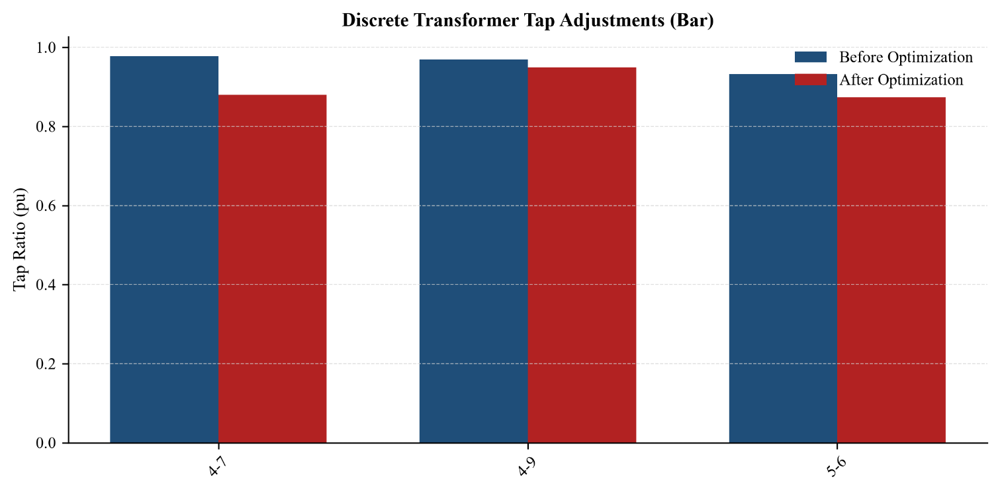 Discrete Transformer Tap Adjustments (Bar)
Before Optimization
After Optimization
Tap Ratio (pu)
1.0
0.8
0.6
0.4
0.2
0.0
4-7
4-9
5-6